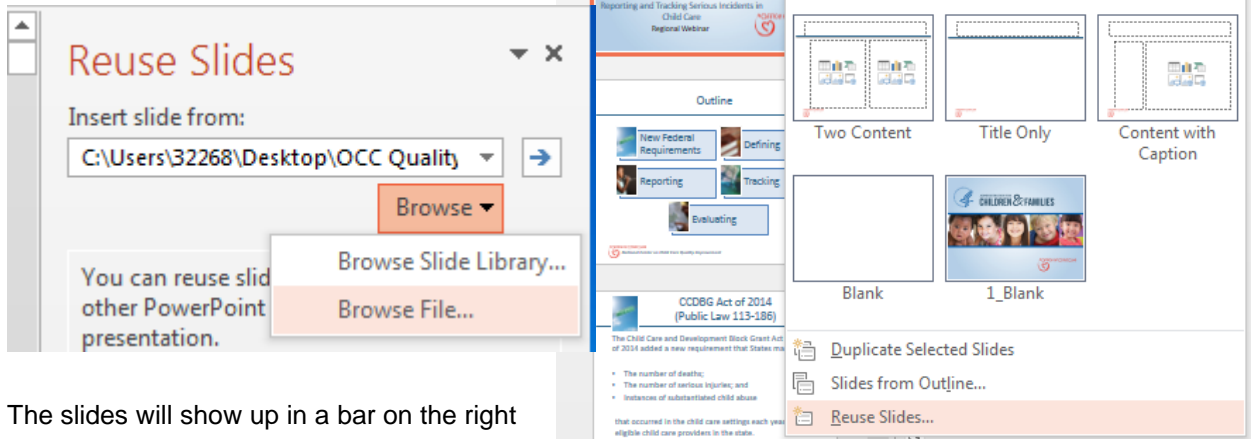 Reuse Slides
Insert slide from:
C:\Users\32268\Desktop\OCC Quality
Browse
Browse Slide Library...
Browse File...
You can reuse slid
other PowerPoint
presentation.
The slides will show up in a bar on the right
Reporting and Tracking Serious Incidents in
Child Care
Regional Webinar
Outline
New Federal
Requirements
Defining
Reporting
Tracking
Evaluating
CCDBG Act of 2014
(Public Law 113-186)
The Child Care and Development Block Grant Act
of 2014 added a new requirement that States ma
• The number of deaths;
• The number of serious injuries; and
• Instances of substantiated child abuse
that occurred in the child care settings each year
eligible child care providers in the state.
Two Content
Title Only
Content with
Caption
CHILDREN & FAMILIES
Blank
1_Blank
Duplicate Selected Slides
Slides from Outline...
Reuse Slides...